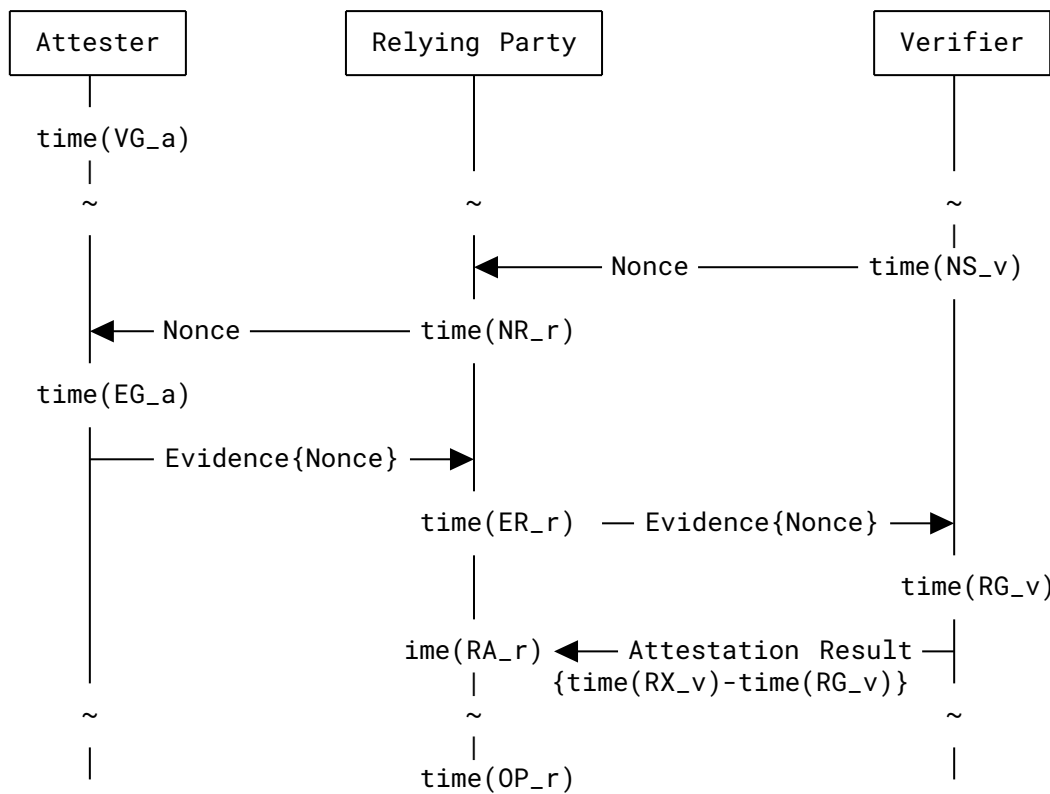 Attester Relying Party Verifier
time(VG_a)
~ ~ ~
Nonce time(NS_v)
Nonce time(NR_r)
time(EG_a)
Evidence{Nonce}
time(ER_r) Evidence{Nonce}
time(RG_v)
ime(RA_r) Attestation Result
{time(RX_v)-time(RG_v)}
~ ~ ~
time(OP_r)